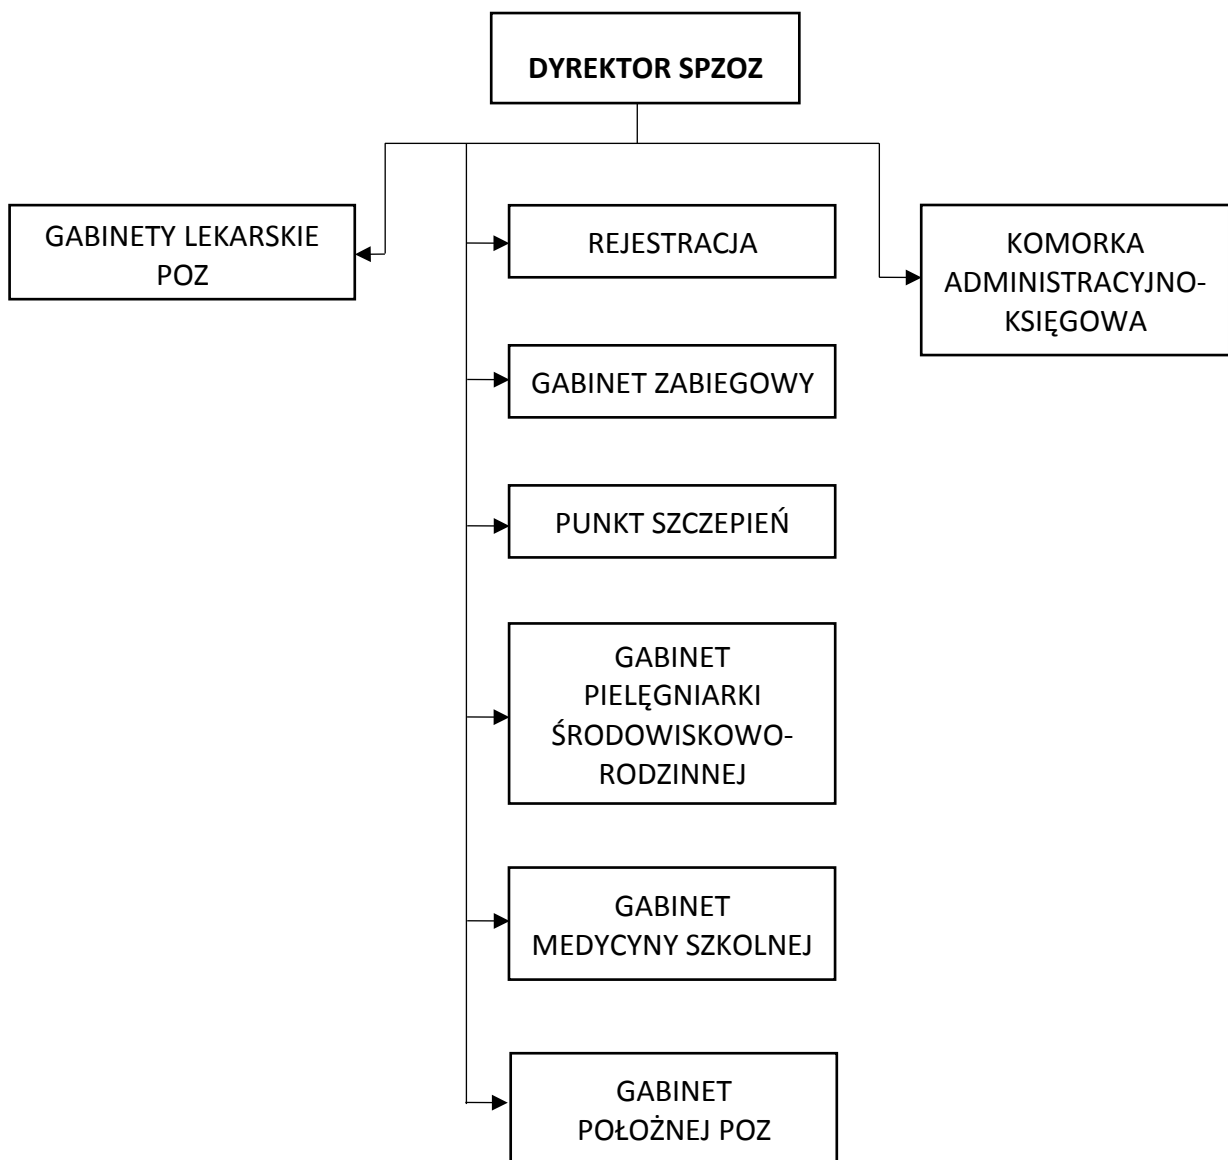 DYREKTOR SPZOZ
GABINETY LEKARSKIE
POZ
REJESTRACJA
KOMORKA
ADMINISTRACYJNO-
KSIĘGOWA
GABINET ZABIEGOWY
PUNKT SZCZEPIEŃ
GABINET
PIELĘGNIARKI
ŚRODOWISKOWO-
RODZINNEJ
GABINET
MEDYCYNY SZKOLNEJ
GABINET
POŁOŻNEJ POZ